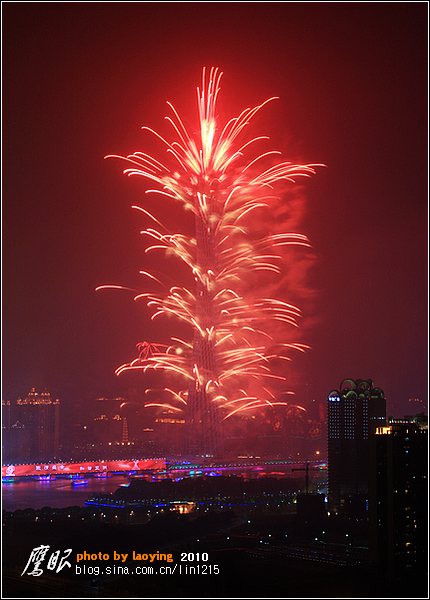 鹰眼 photo by laoying 2010
blog.sina.com.cn/lin1215